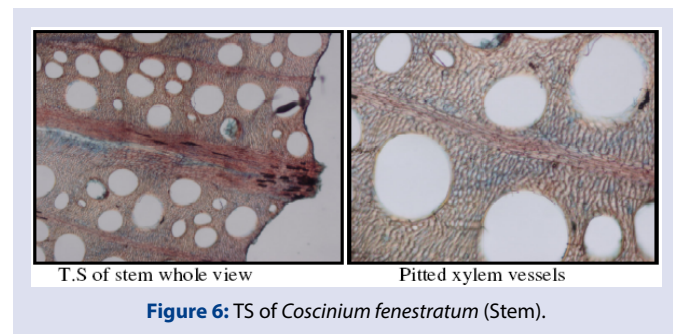 T.S of stem whole view
Pitted xylem vessels
Figure 6: TS of Coscinium fenestratum (Stem).